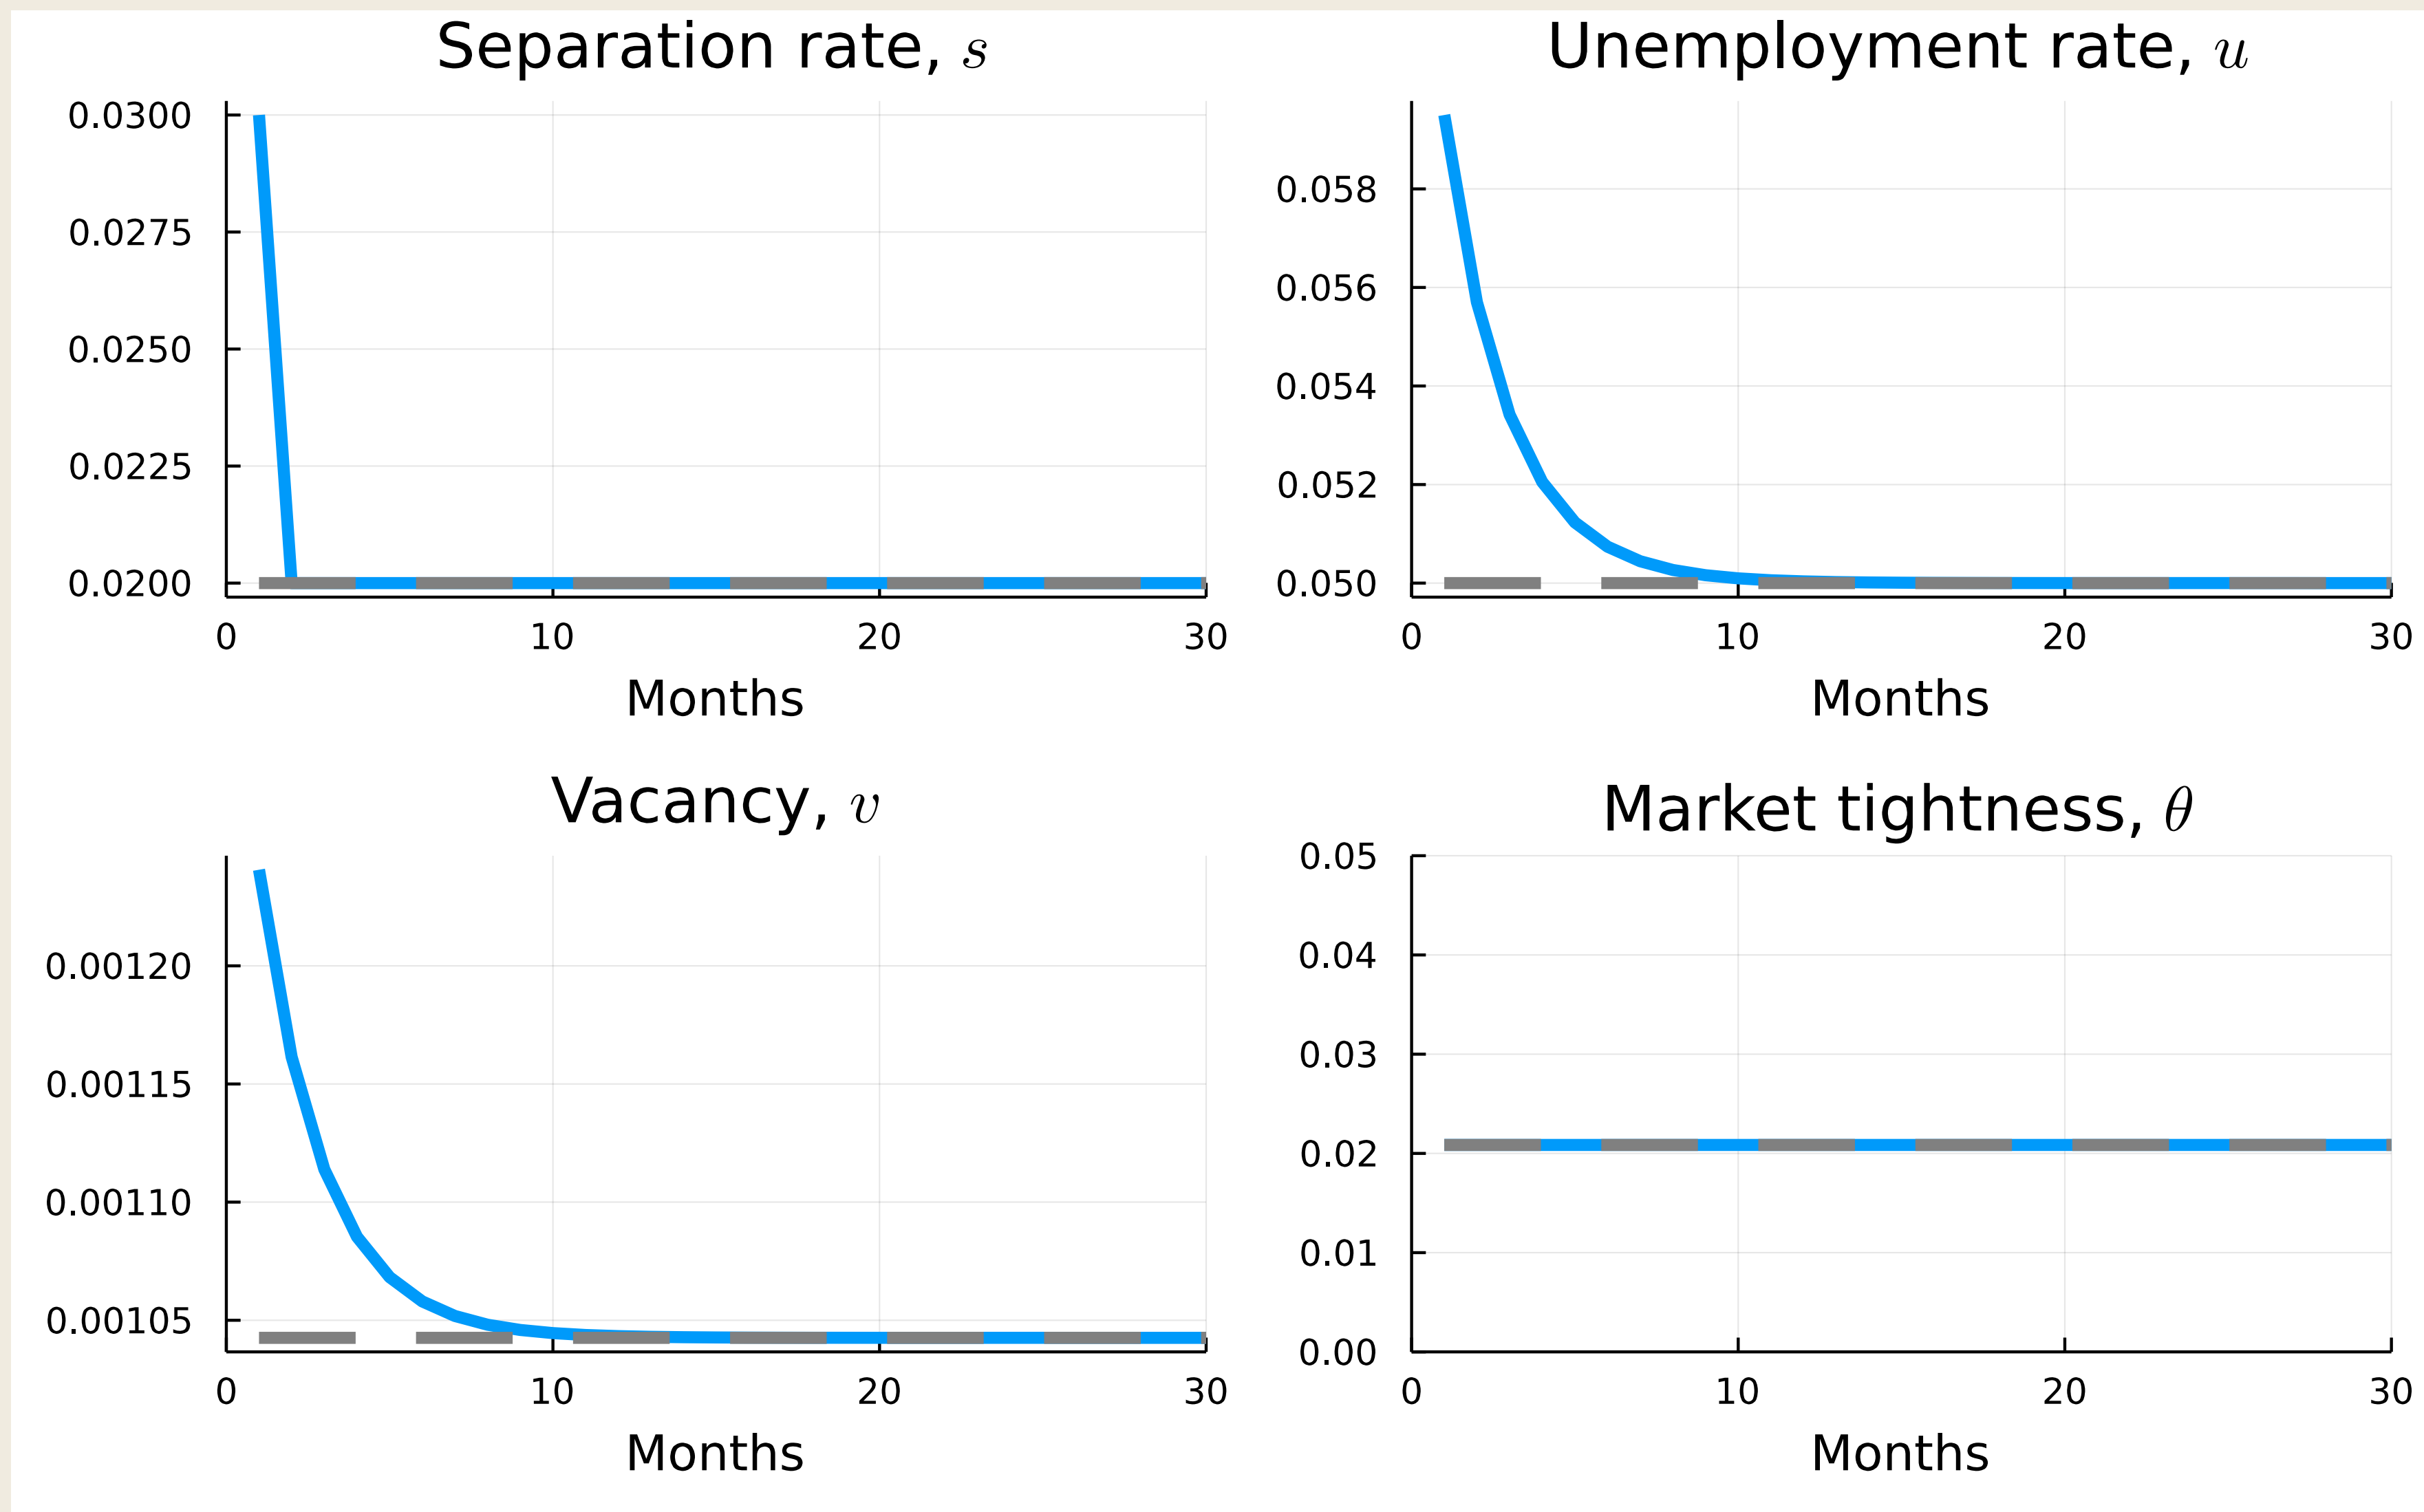 Separation rate, s
0.0300
0.0275
0.0250
0.0225
0.0200
0 10 20 30
Months
Unemployment rate, u
0.058
0.056
0.054
0.052
0.050
0 10 20 30
Months
Vacancy, v
0.00120
0.00115
0.00110
0.00105
0 10 20 30
Months
Market tightness, θ
0.05
0.04
0.03
0.02
0.01
0.00
0 10 20 30
Months